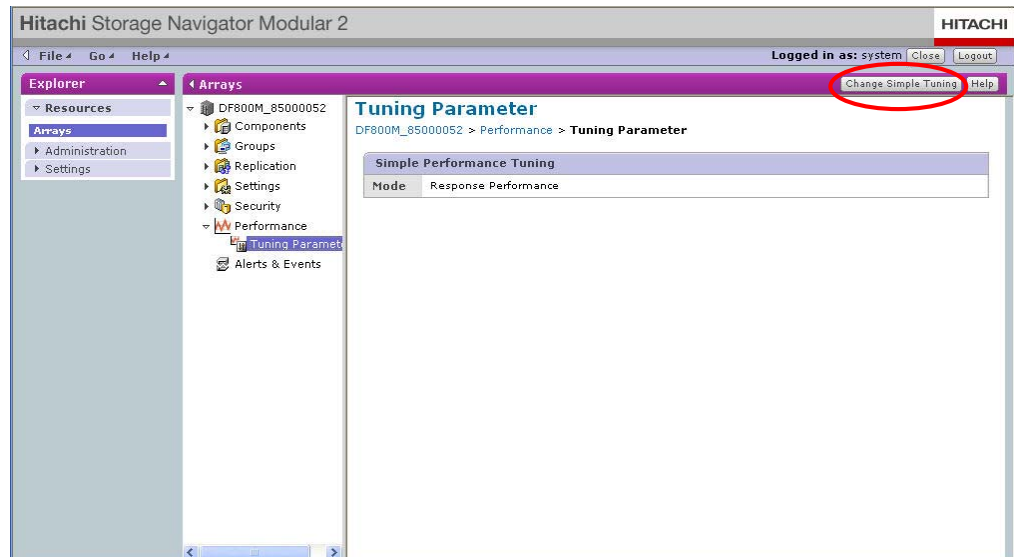 Hitachi Storage Navigator Modular 2
HITACHI
File Go Help
Logged in as: system Close Logout
Explorer
Arrays
Change Simple Tuning Help
Resources
Arrays
Administration
Settings
DF800M_85000052
Components
Groups
Replication
Settings
Security
Performance
Tuning Paramet
Alerts & Events
Tuning Parameter
DF800M_85000052 > Performance > Tuning Parameter
Simple Performance Tuning
Mode Response Performance